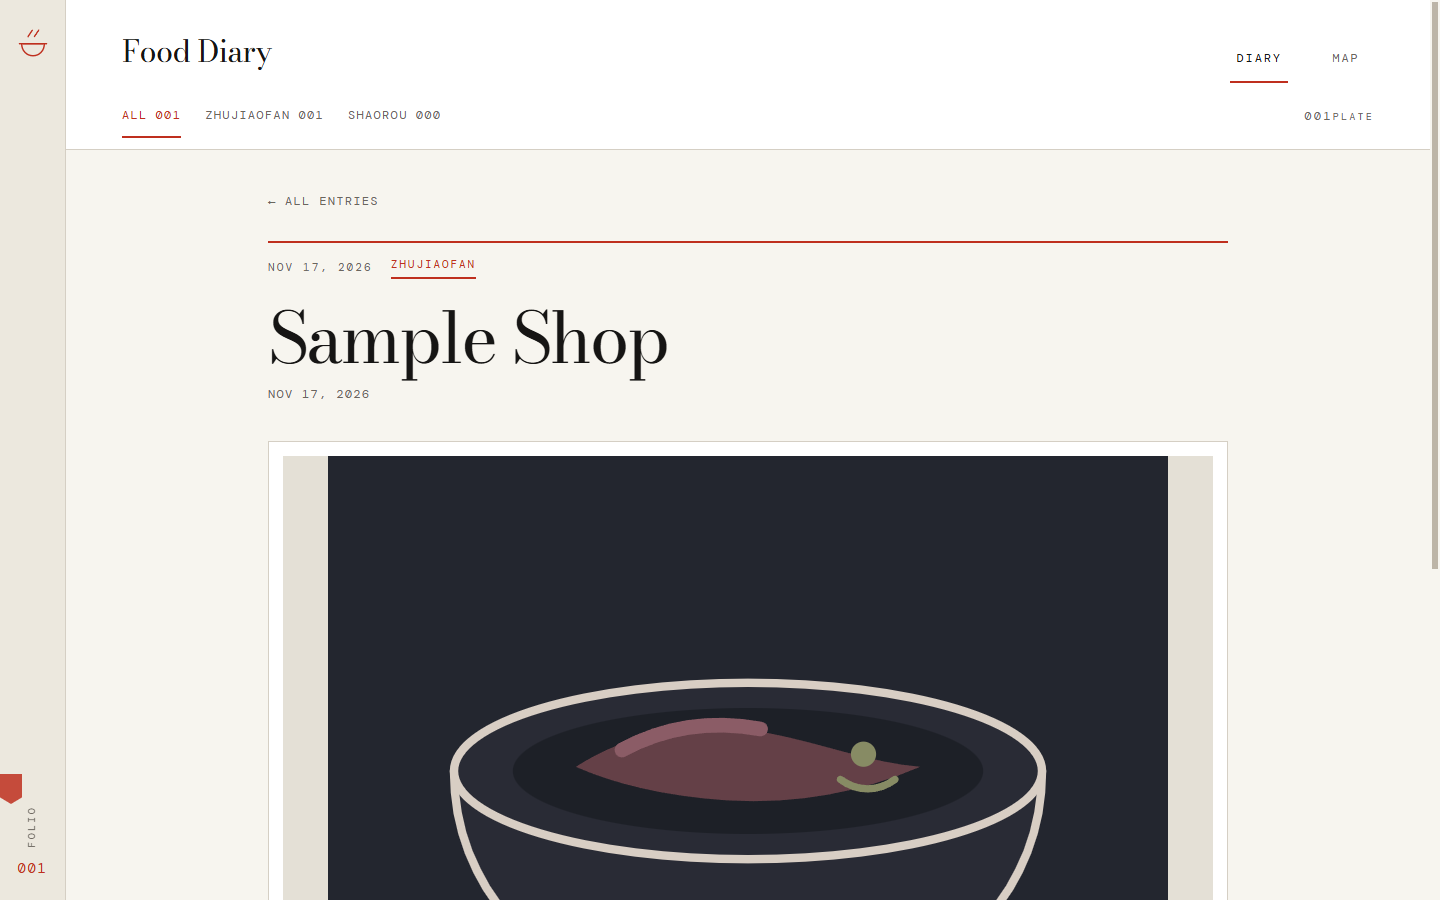 Food Diary
DIARY MAP
ALL 001 ZHUJIAOFAN 001 SHAOROU 000
001PLATE
← ALL ENTRIES
NOV 17, 2026 ZHUJIAOFAN
Sample Shop
NOV 17, 2026
FOLIO
001